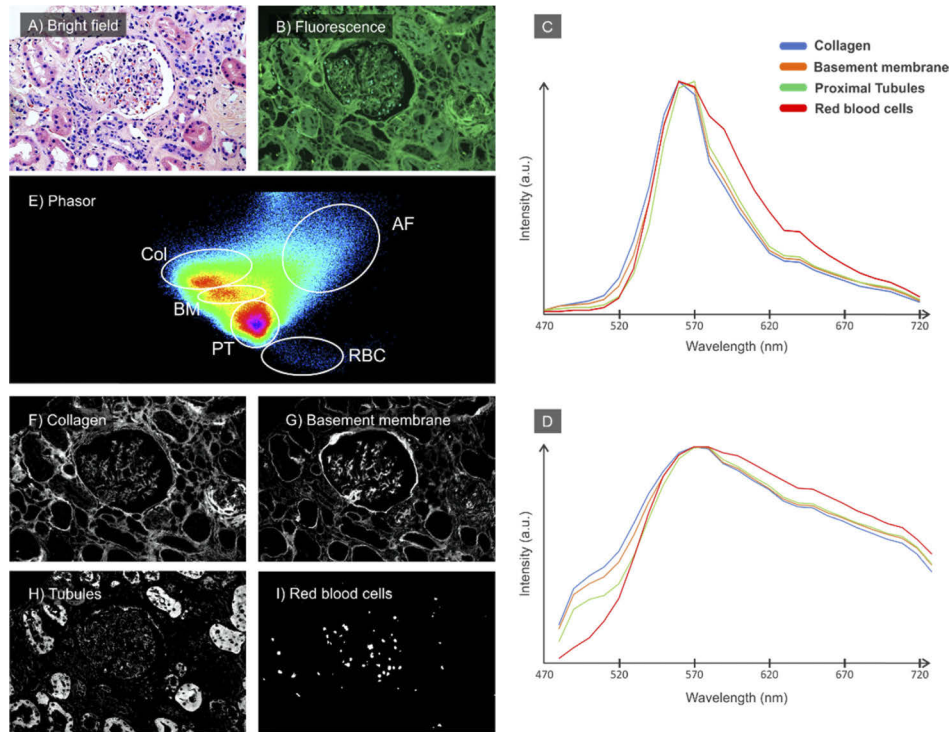 A) Bright field
B) Fluorescence
C
Collagen
Basement membrane
Proximal Tubules
Red blood cells
Intensity (a.u.)
470 520 570 620 670 720
Wavelength (nm)
E) Phasor
AF
Col
BM
PT
RBC
D
Intensity (a.u.)
470 520 570 620 670 720
Wavelength (nm)
F) Collagen
G) Basement membrane
H) Tubules
I) Red blood cells